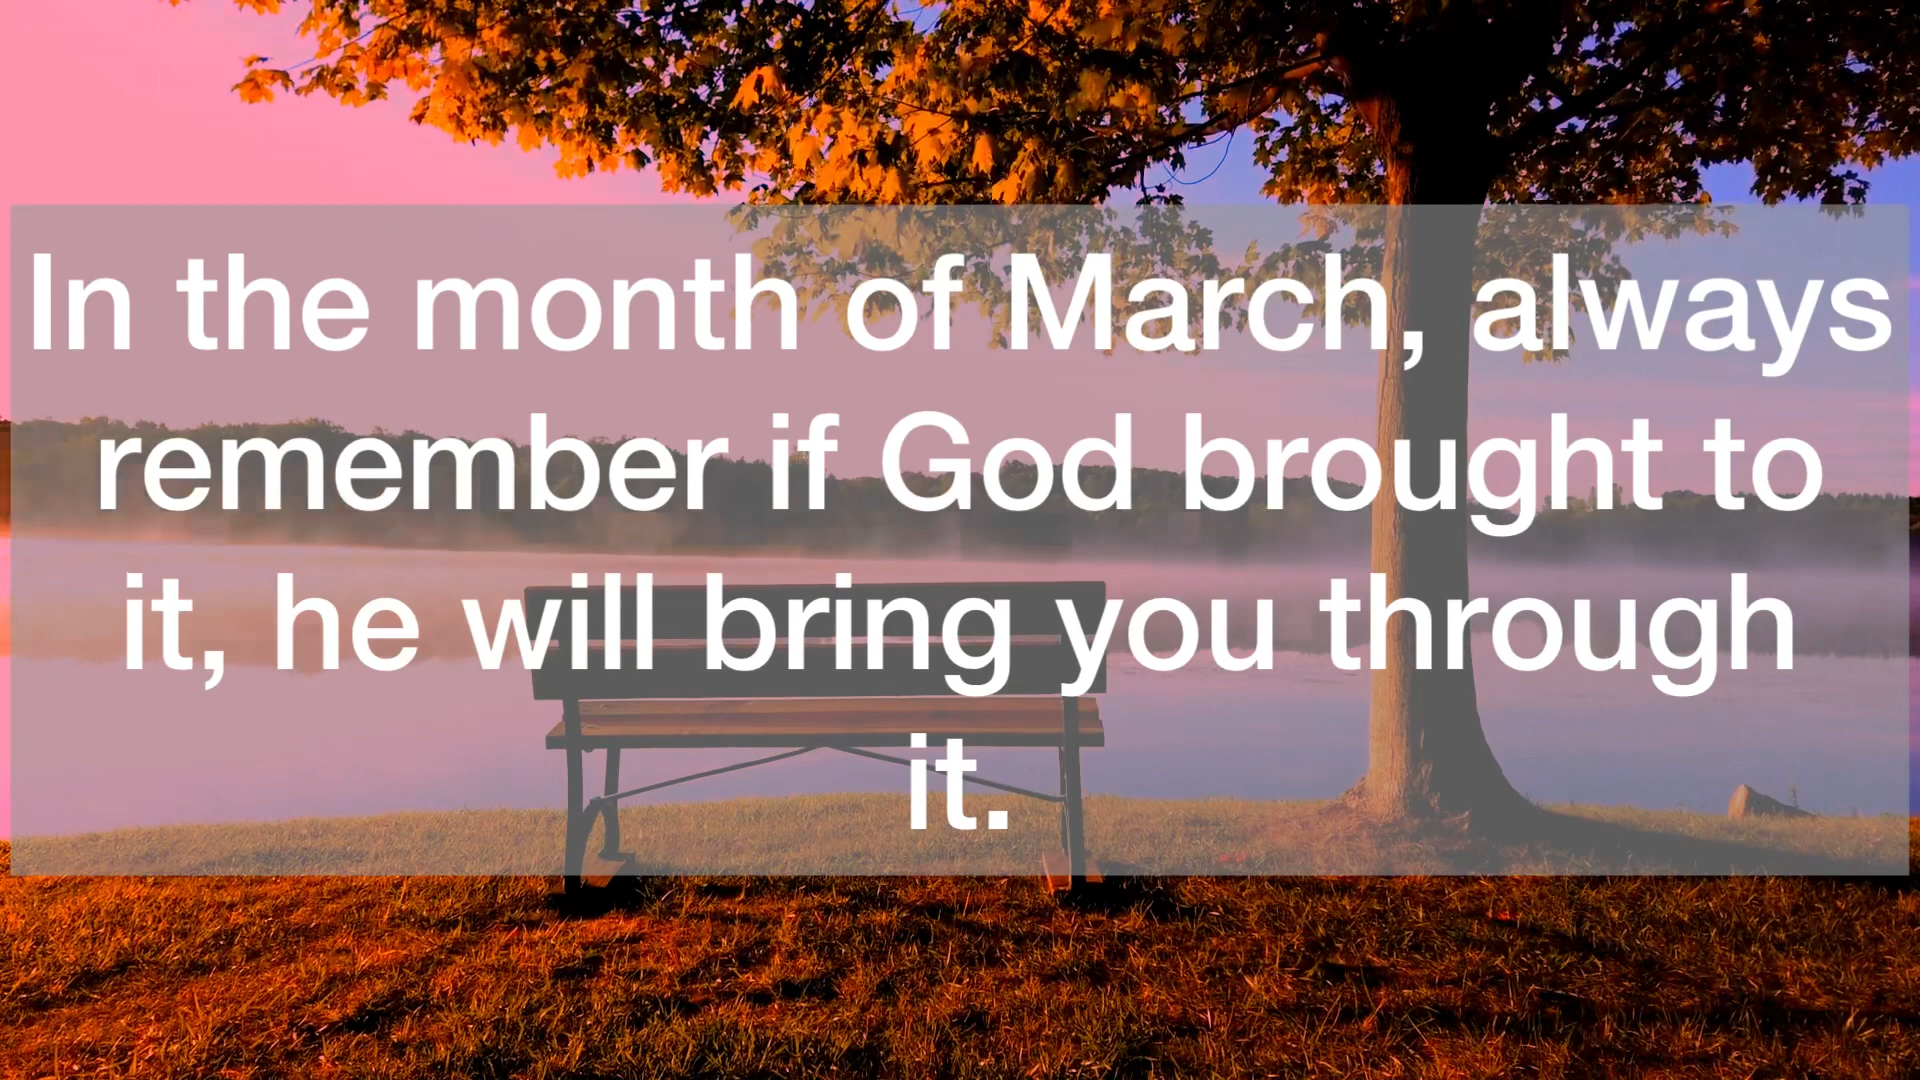 In the month of March, always
remember if God brought to
it, he will bring you through
it.